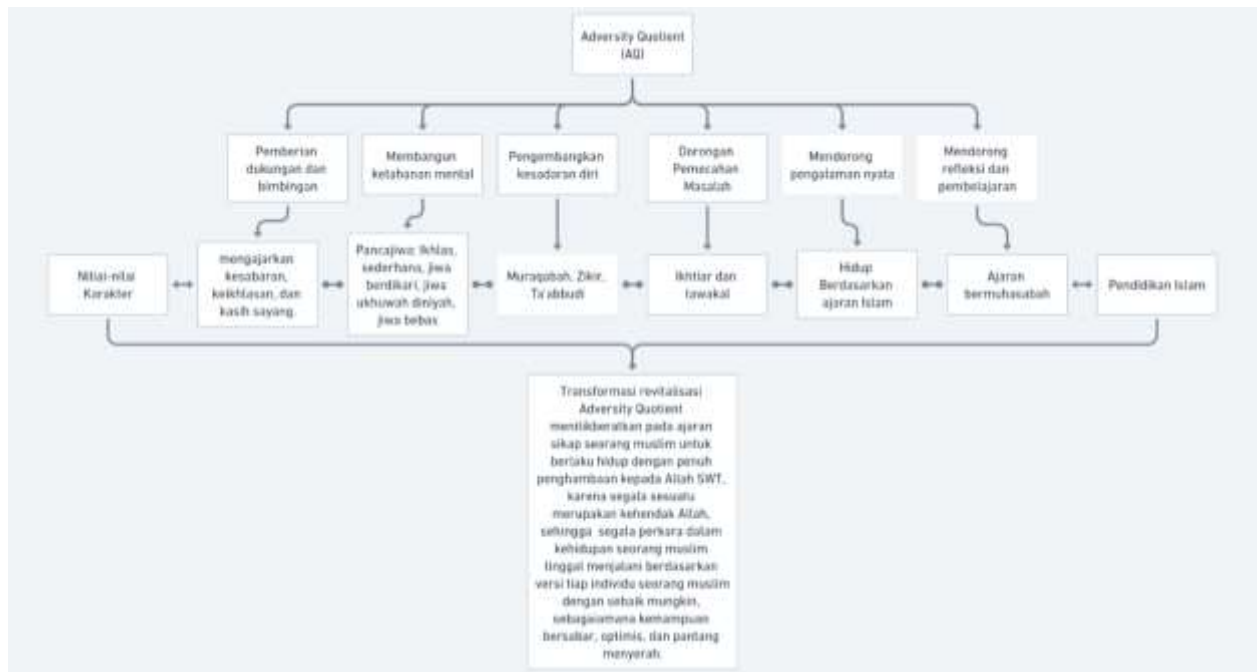 Adversity Quotient
(AQ)
Pemberian
dukungan dan
bimbingan
Membangun
ketahanan mental
Pengembangkan
kesadaran diri
Dorongan
Pemecahan
Masalah
Mendorong
pengalaman nyata
Mendorong
refleksi dan
pembelajaran
Niliai-nilai
Karakter
mengajarkan
kesabaran,
keikhlasan, dan
kasih sayang.
Pancajiwa: Ikhlas,
sederhana, jiwa
berdikari, jiwa
ukhuwah diniyah,
jiwa bebas
Muraqabah, Zikir,
Ta'abbudi
Ikhtiar dan
tawakal
Hidup
Berdasarkan
ajaran Islam
Ajaran
bermuhasabah
Pendidikan Islam
Transformasi revitalisasi
Adversity Quotient
menitikberatkan pada ajaran
sikap seorang muslim untuk
berlaku hidup dengan penuh
penghambaan kepada Allah SWT,
karena segala sesuatu
merupakan kehendak Allah,
sehingga segala perkara dalam
kehidupan seorang muslim
tinggal menjalani berdasarkan
versi tiap individu seorang muslim
dengan sebaik mungkin,
sebagaiamana kemampuan
bersabar, optimis, dan pantang
menyerah.